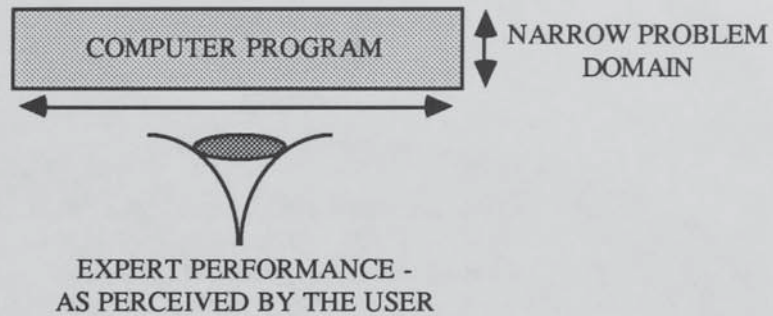 COMPUTER PROGRAM
NARROW PROBLEM
DOMAIN
EXPERT PERFORMANCE -
AS PERCEIVED BY THE USER